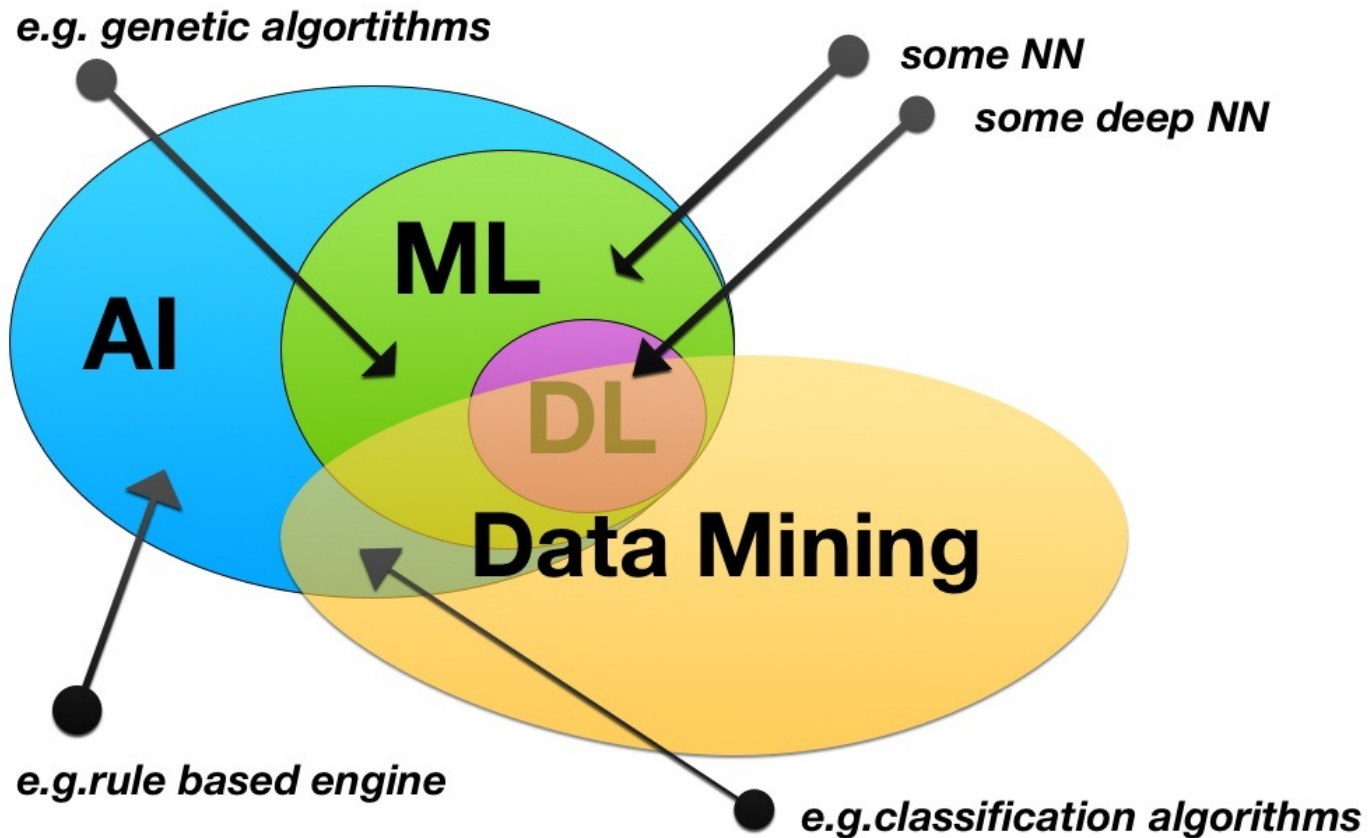 e.g. genetic algortithms
some NN
some deep NN
ML
AI
DL
Data Mining
e.g.rule based engine
e.g.classification algorithms